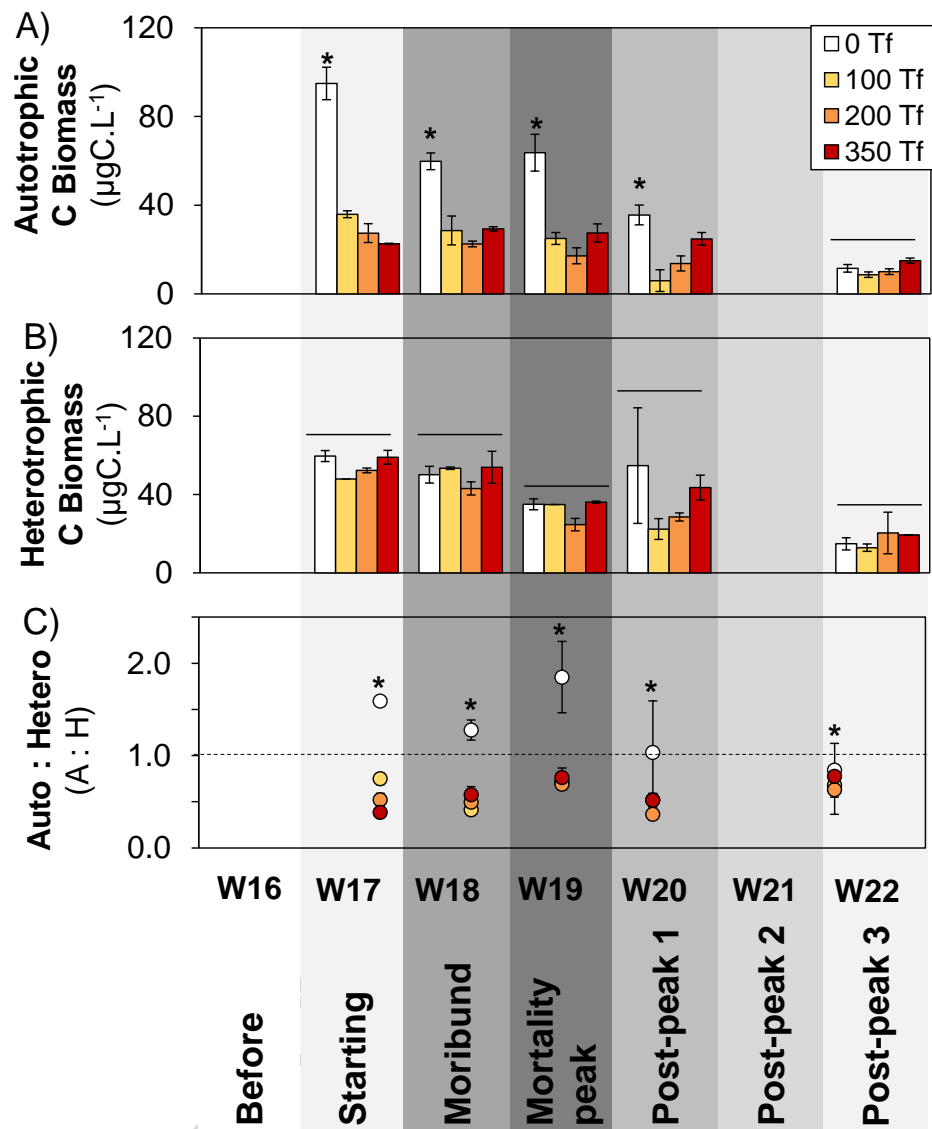 A)
Autotrophic
C Biomass
(µgC.L-1)
120
80
40
0
*
*
*
*
0 Tf
100 Tf
200 Tf
350 Tf
B)
Heterotrophic
C Biomass
(µgC.L-1)
120
80
40
0
C)
Auto : Hetero
(A : H)
2.0
1.0
0.0
*
*
*
*
*
W16
W17
W18
W19
W20
W21
W22
Before
Starting
Moribund
Mortality
peak
Post-peak 1
Post-peak 2
Post-peak 3